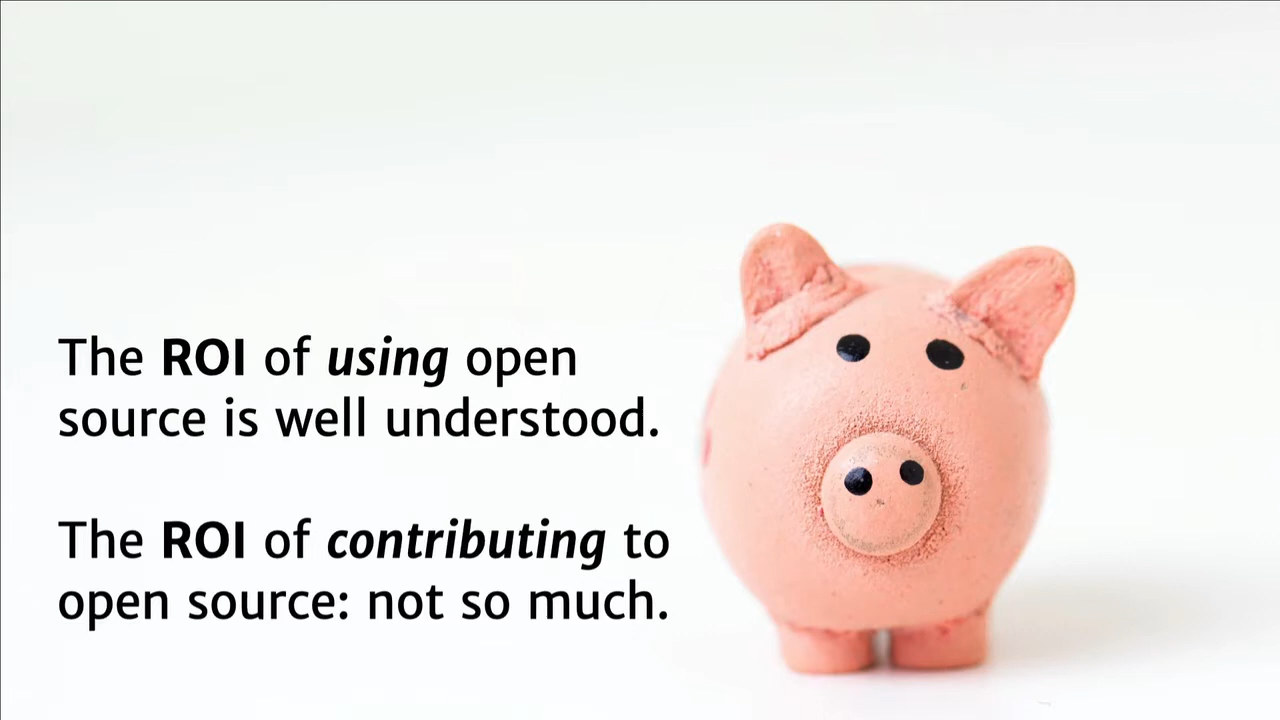 The ROI of using open
source is well understood.
The ROI of contributing to
open source: not so much.